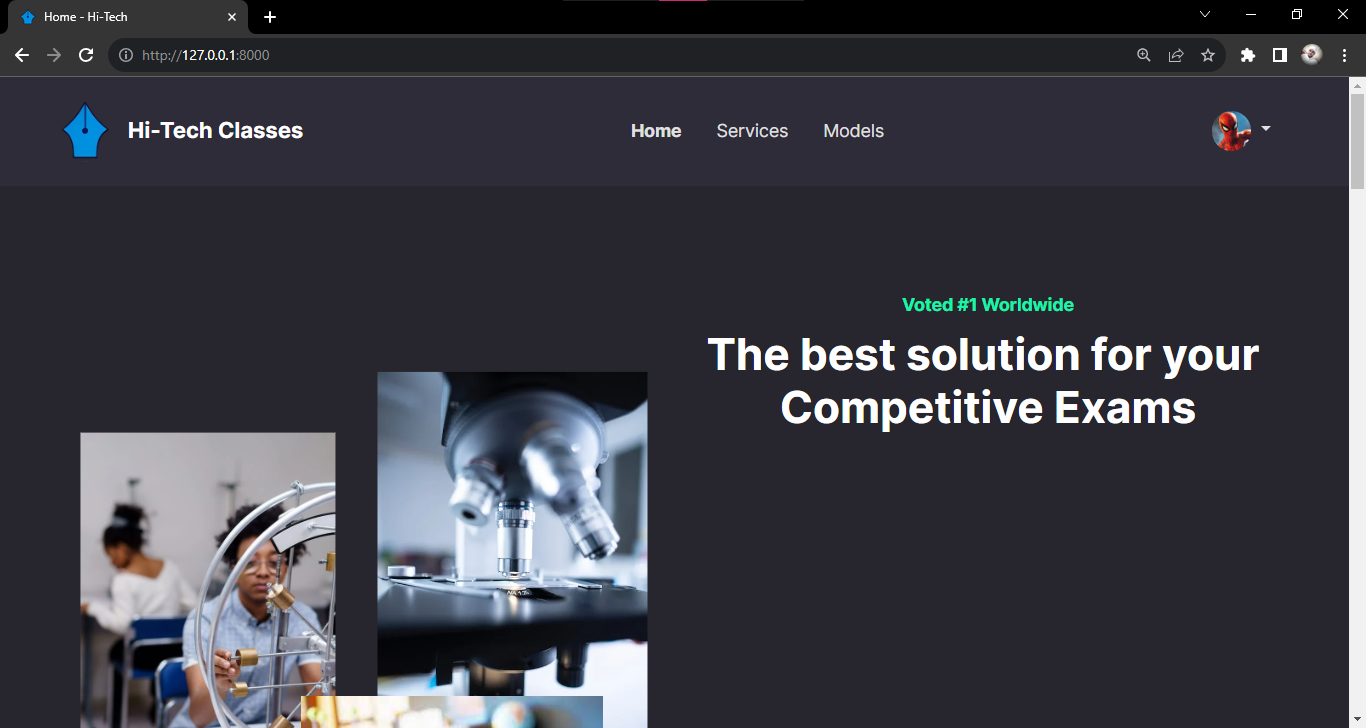 Home - Hi-Tech
http://127.0.0.1:8000
Hi-Tech Classes
Home
Services
Models
Voted #1 Worldwide
The best solution for your
Competitive Exams